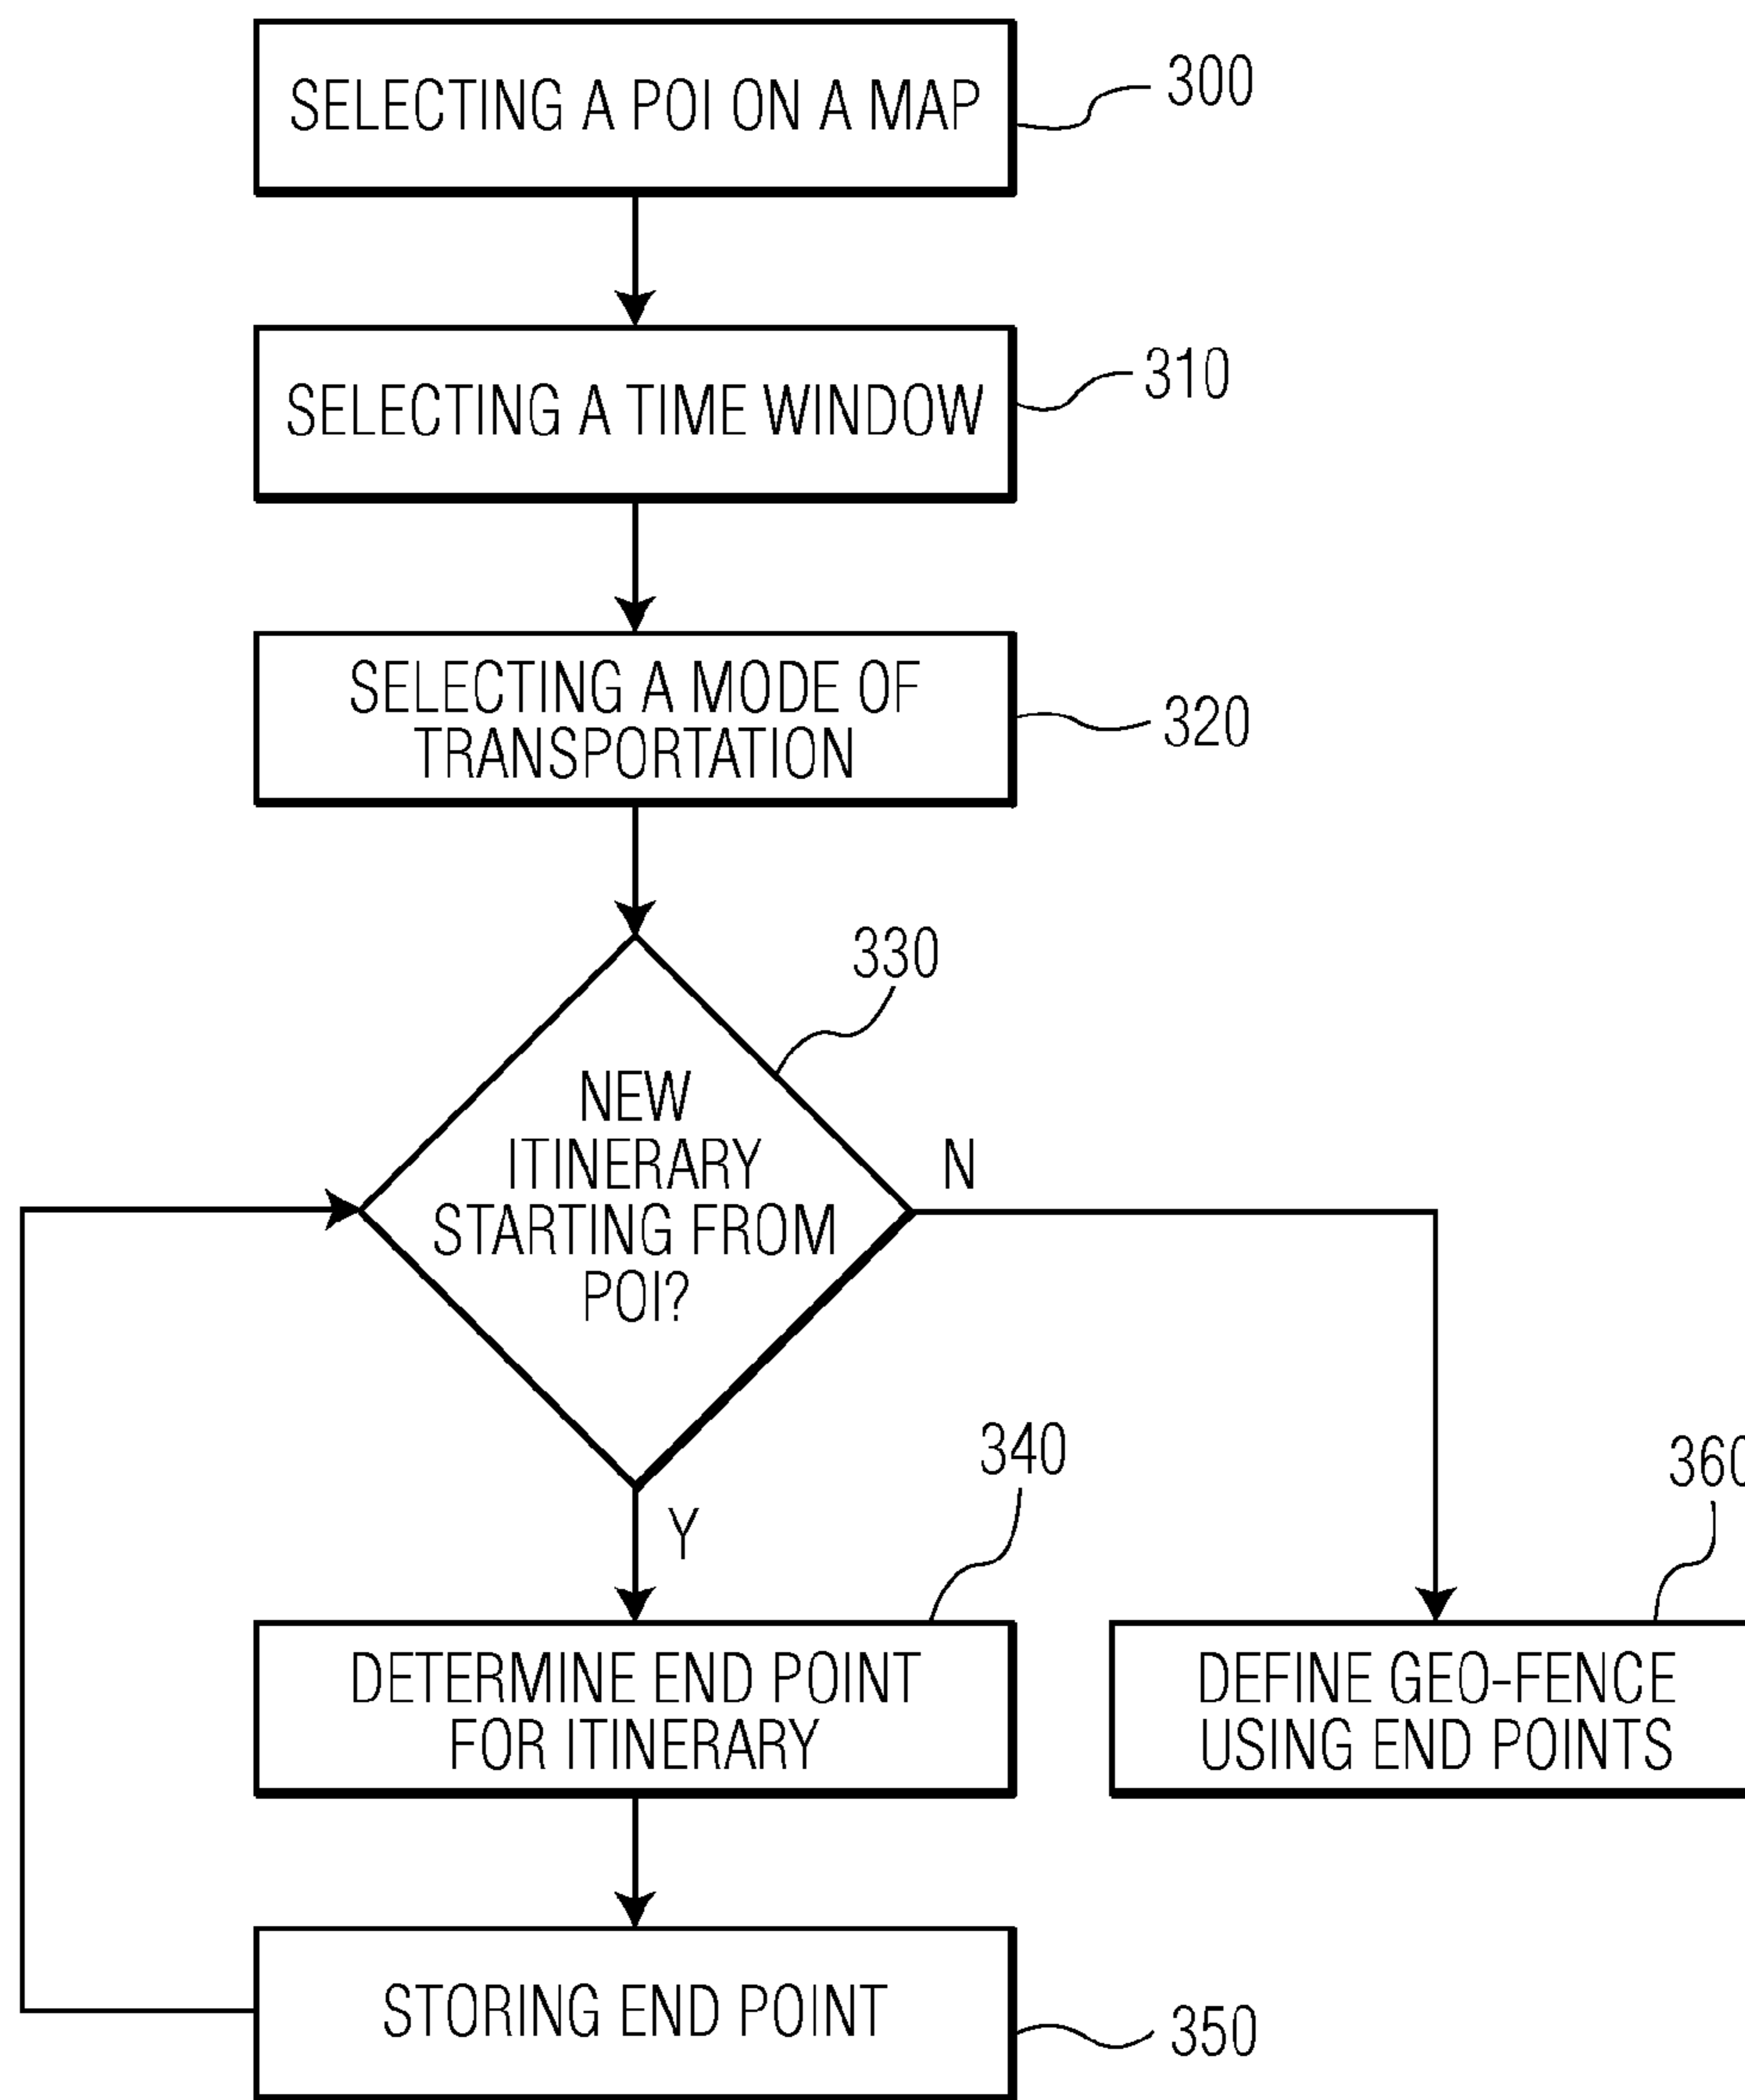 SELECTING A POI ON A MAP
300
SELECTING A TIME WINDOW
310
SELECTING A MODE OF
TRANSPORTATION
320
330
NEW
ITINERARY
STARTING FROM
POI?
N
Y
340
360
DETERMINE END POINT
FOR ITINERARY
DEFINE GEO-FENCE
USING END POINTS
STORING END POINT
350